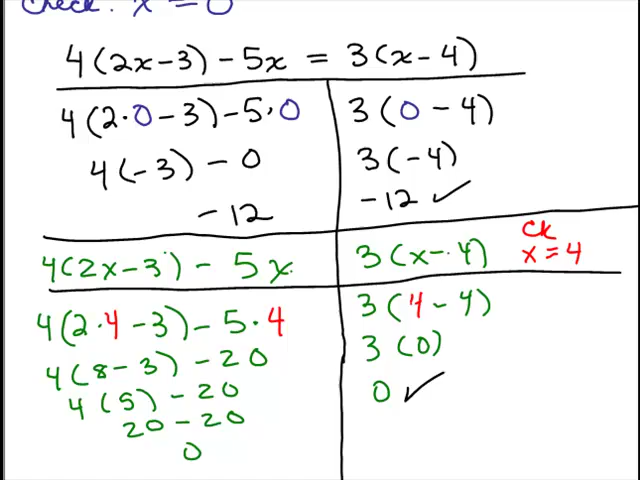 Check: x = 0
4(2x-3)-5x = 3(x-4)
4(2·0-3)-5·0 3(0-4)
4(-3)-0 3(-4)
-12 -12 ✓
4(2x-3)-5x 3(x-4) ck
x=4
4(2·4-3)-5·4 3(4-4)
4(8-3)-20 3(0)
4(5)-20 0 ✓
20-20
0